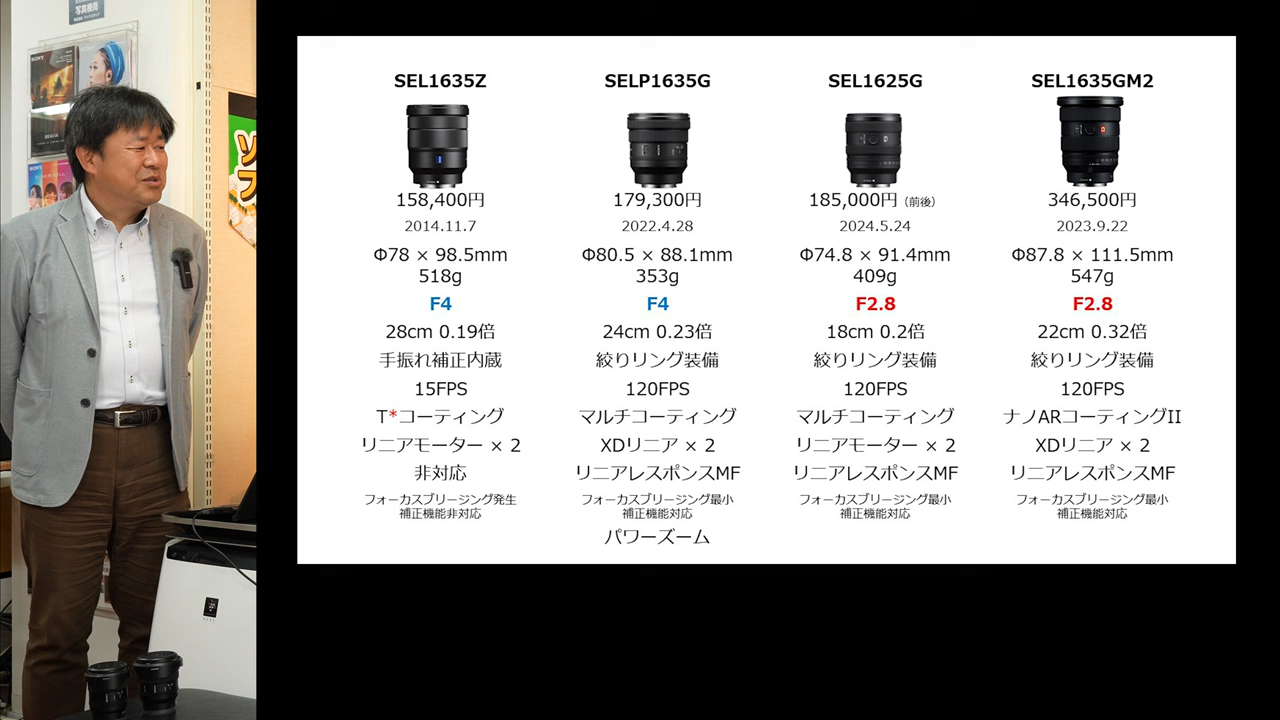 写真夜間
SONY
BRAVIA
SONY
ソ
フ
SEL1635Z
SELP1635G
SEL1625G
SEL1635GM2
158,400円
179,300円
185,000円（前後）
346,500円
2014.11.7
2022.4.28
2024.5.24
2023.9.22
Φ78 × 98.5mm
Φ80.5 × 88.1mm
Φ74.8 × 91.4mm
Φ87.8 × 111.5mm
518g
353g
409g
547g
F4
F4
F2.8
F2.8
28cm 0.19倍
24cm 0.23倍
18cm 0.2倍
22cm 0.32倍
手振れ補正内蔵
絞りリング装備
絞りリング装備
絞りリング装備
15FPS
120FPS
120FPS
120FPS
T*コーティング
マルチコーティング
マルチコーティング
ナノARコーティングII
リニアモーター × 2
XDリニア × 2
リニアモーター × 2
XDリニア × 2
非対応
リニアレスポンスMF
リニアレスポンスMF
リニアレスポンスMF
フォーカスブリージング発生
補正機能非対応
フォーカスブリージング最小
補正機能対応
フォーカスブリージング最小
補正機能対応
フォーカスブリージング最小
補正機能対応
パワーズーム